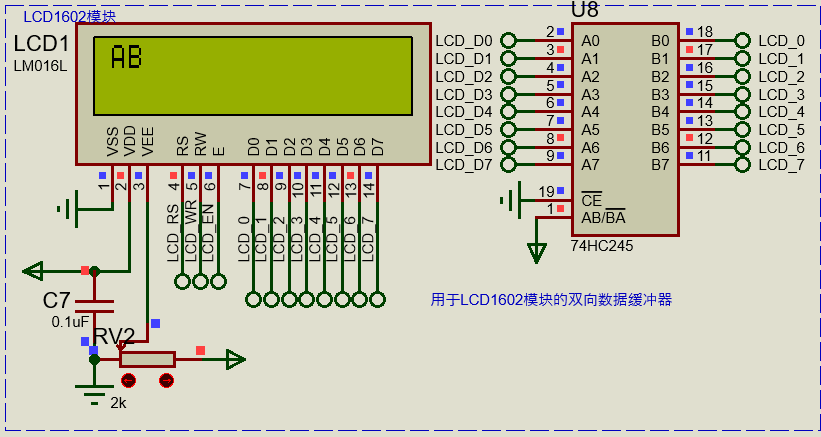 LCD1602模块
LCD1
LM016L
AB
VSS VDD VEE RS RW E D0 D1 D2 D3 D4 D5 D6 D7
1 2 3 4 5 6 7 8 9 10 11 12 13 14
LCD_RS LCD_WR LCD_EN LCD_0 LCD_1 LCD_2 LCD_3 LCD_4 LCD_5 LCD_6 LCD_7
C7
0.1uF
RV2
2k
U8
LCD_D0 2 A0 B0 18 LCD_0
LCD_D1 3 A1 B1 17 LCD_1
LCD_D2 4 A2 B2 16 LCD_2
LCD_D3 5 A3 B3 15 LCD_3
LCD_D4 6 A4 B4 14 LCD_4
LCD_D5 7 A5 B5 13 LCD_5
LCD_D6 8 A6 B6 12 LCD_6
LCD_D7 9 A7 B7 11 LCD_7
19 CE
1 AB/BA
74HC245
用于LCD1602模块的双向数据缓冲器